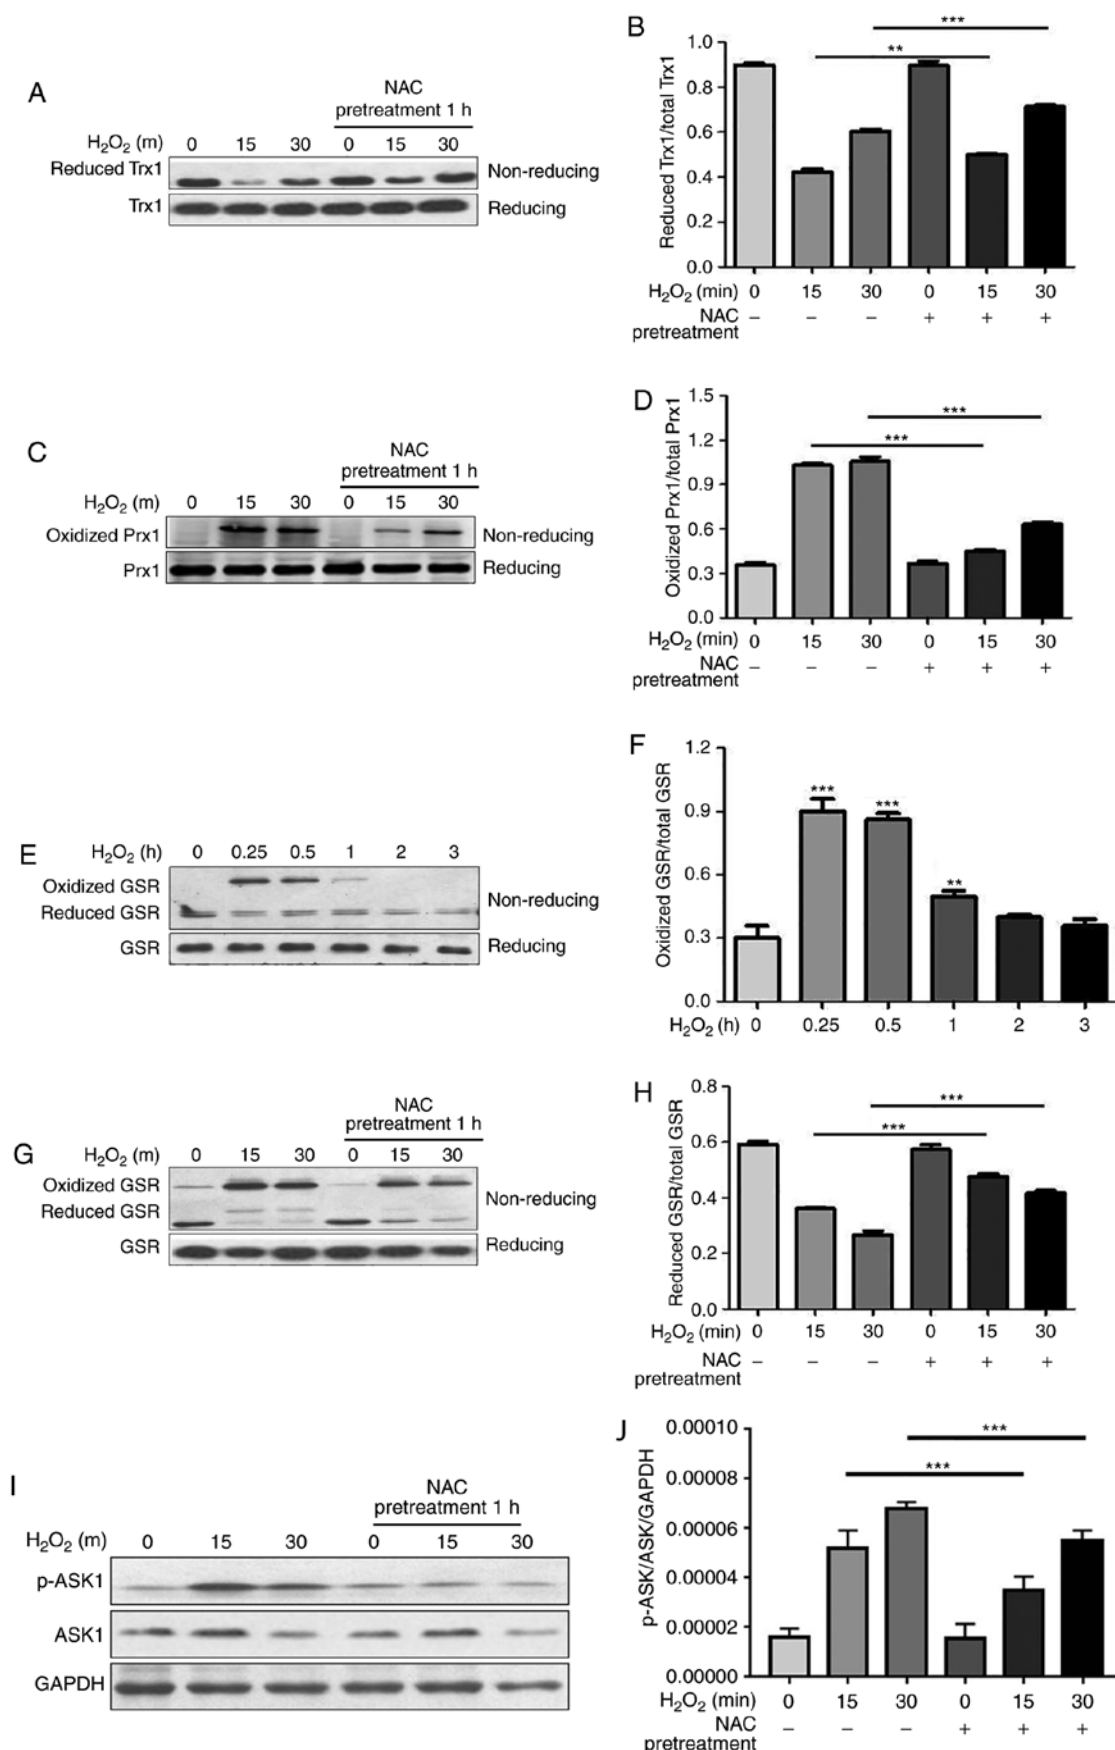 A
NAC
pretreatment 1 h
H₂O₂ (m) 0 15 30 0 15 30
Reduced Trx1 Non-reducing
Trx1 Reducing
B
Reduced Trx1/total Trx1
1.0
0.8
0.6
0.4
0.2
0.0
** ***
H₂O₂ (min) 0 15 30 0 15 30
NAC
pretreatment – – – + + +
C
NAC
pretreatment 1 h
H₂O₂ (m) 0 15 30 0 15 30
Oxidized Prx1 Non-reducing
Prx1 Reducing
D
Oxidized Prx1/total Prx1
1.5
1.2
0.9
0.6
0.3
0.0
*** ***
H₂O₂ (min) 0 15 30 0 15 30
NAC
pretreatment – – – + + +
E
H₂O₂ (h) 0 0.25 0.5 1 2 3
Oxidized GSR
Reduced GSR Non-reducing
GSR Reducing
F
Oxidized GSR/total GSR
1.2
0.9
0.6
0.3
0.0
*** *** **
H₂O₂ (h) 0 0.25 0.5 1 2 3
G
NAC
pretreatment 1 h
H₂O₂ (m) 0 15 30 0 15 30
Oxidized GSR
Reduced GSR Non-reducing
GSR Reducing
H
Reduced GSR/total GSR
0.8
0.6
0.4
0.2
0.0
*** ***
H₂O₂ (min) 0 15 30 0 15 30
NAC
pretreatment – – – + + +
I
NAC
pretreatment 1 h
H₂O₂ (m) 0 15 30 0 15 30
p-ASK1
ASK1
GAPDH
J
p-ASK/ASK/GAPDH
0.00010
0.00008
0.00006
0.00004
0.00002
0.00000
*** ***
H₂O₂ (min) 0 15 30 0 15 30
NAC
pretreatment – – – + + +